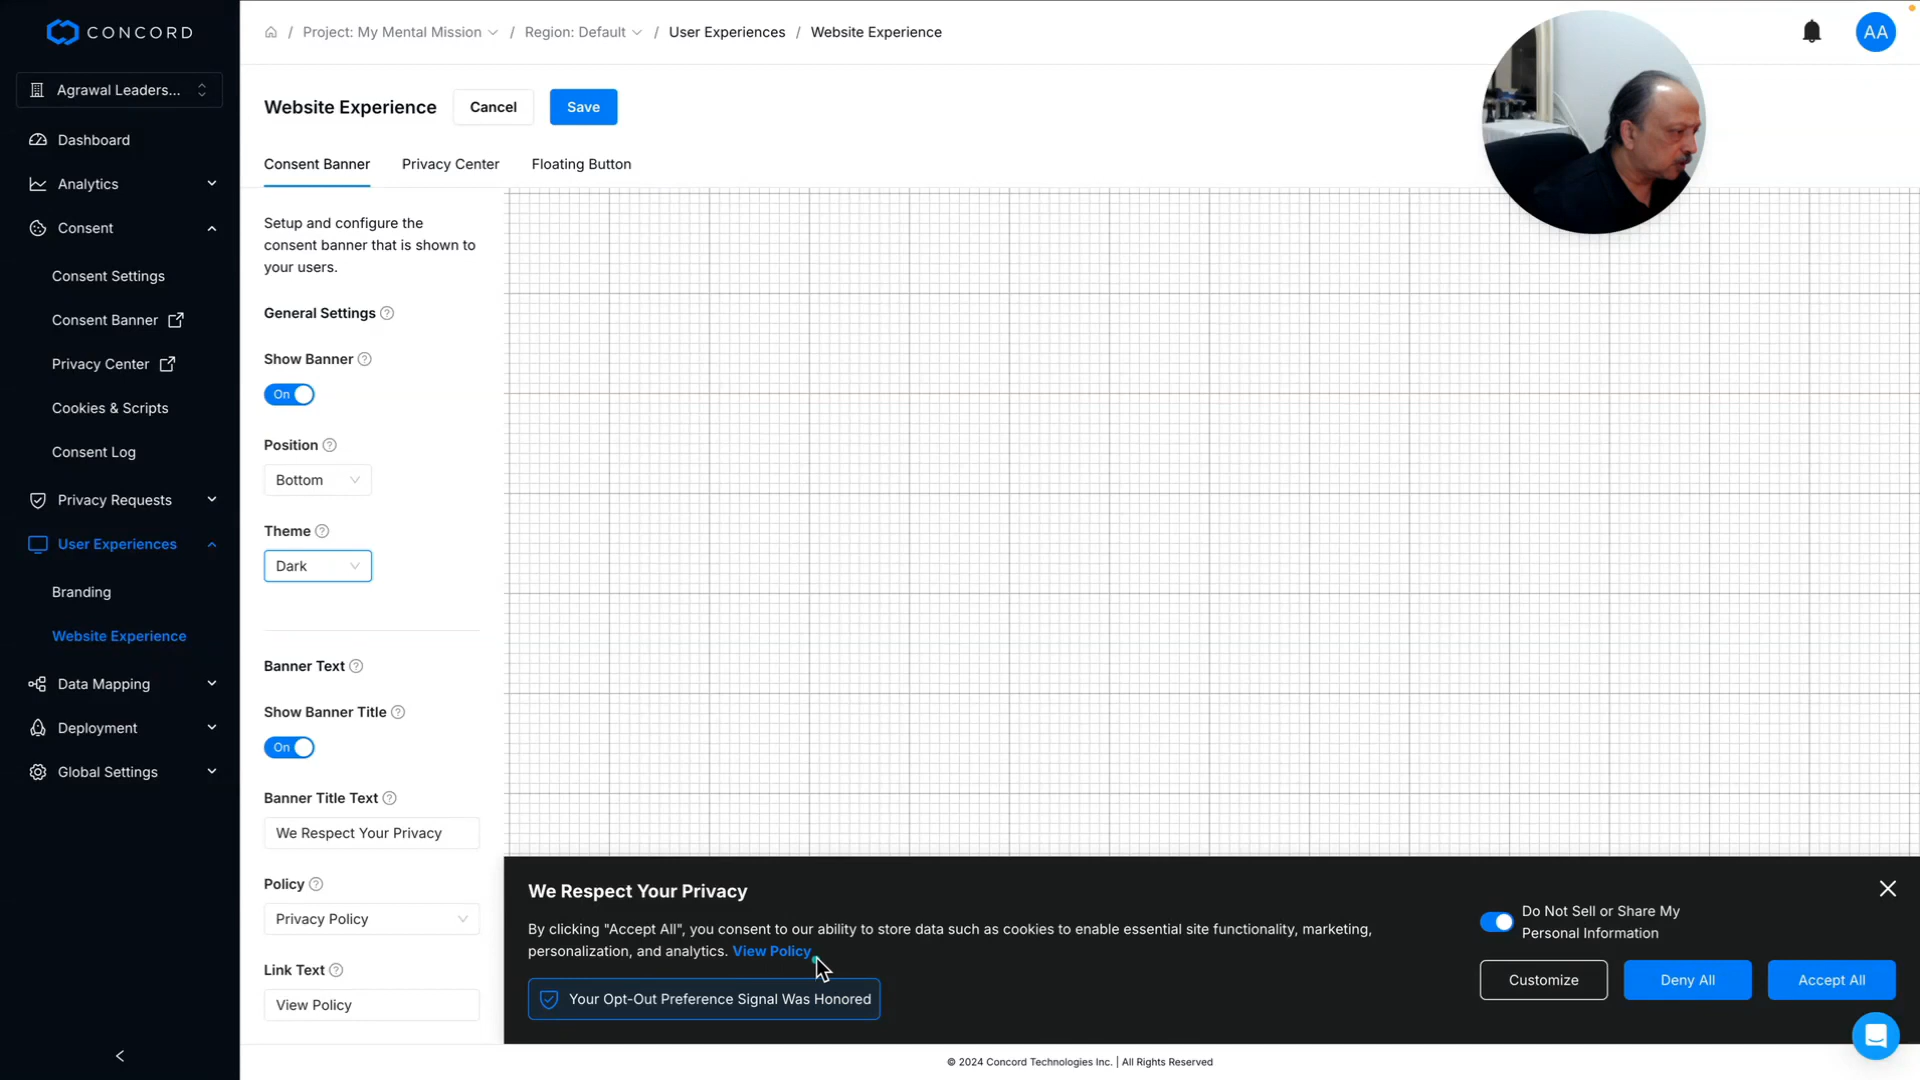 CONCORD
/ Project: My Mental Mission / Region: Default / User Experiences / Website Experience
AA
Agrawal Leaders...
Dashboard
Analytics
Consent
Consent Settings
Consent Banner
Privacy Center
Cookies & Scripts
Consent Log
Privacy Requests
User Experiences
Branding
Website Experience
Data Mapping
Deployment
Global Settings
Website Experience
Cancel
Save
Consent Banner
Privacy Center
Floating Button
Setup and configure the
consent banner that is shown to
your users.
General Settings
Show Banner
On
Position
Bottom
Theme
Dark
Banner Text
Show Banner Title
On
Banner Title Text
We Respect Your Privacy
Policy
Privacy Policy
Link Text
View Policy
We Respect Your Privacy
By clicking "Accept All", you consent to our ability to store data such as cookies to enable essential site functionality, marketing,
personalization, and analytics. View Policy
Your Opt-Out Preference Signal Was Honored
Do Not Sell or Share My
Personal Information
Customize
Deny All
Accept All
© 2024 Concord Technologies Inc. | All Rights Reserved